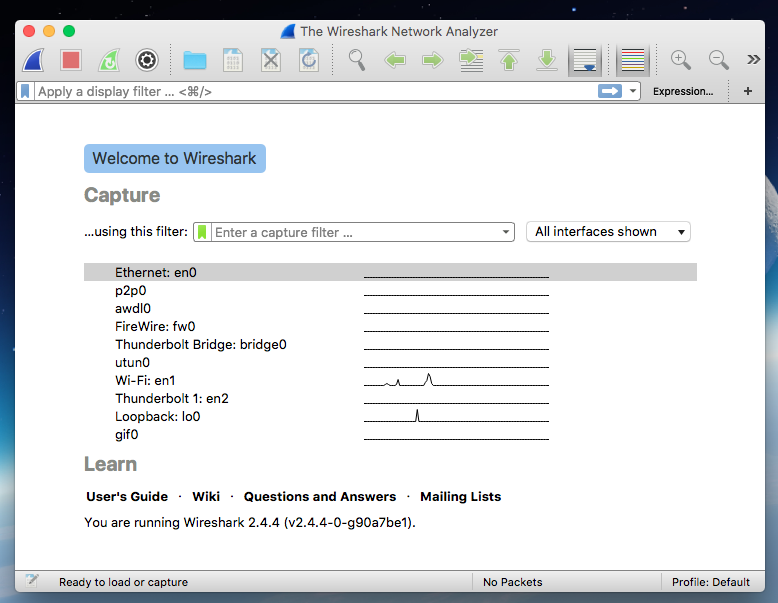 The Wireshark Network Analyzer
Apply a display filter ... <⌘/>
Expression...
+
Welcome to Wireshark
Capture
...using this filter:
Enter a capture filter ...
All interfaces shown
Ethernet: en0
p2p0
awdl0
FireWire: fw0
Thunderbolt Bridge: bridge0
utun0
Wi-Fi: en1
Thunderbolt 1: en2
Loopback: lo0
gif0
Learn
User's Guide · Wiki · Questions and Answers · Mailing Lists
You are running Wireshark 2.4.4 (v2.4.4-0-g90a7be1).
Ready to load or capture
No Packets
Profile: Default